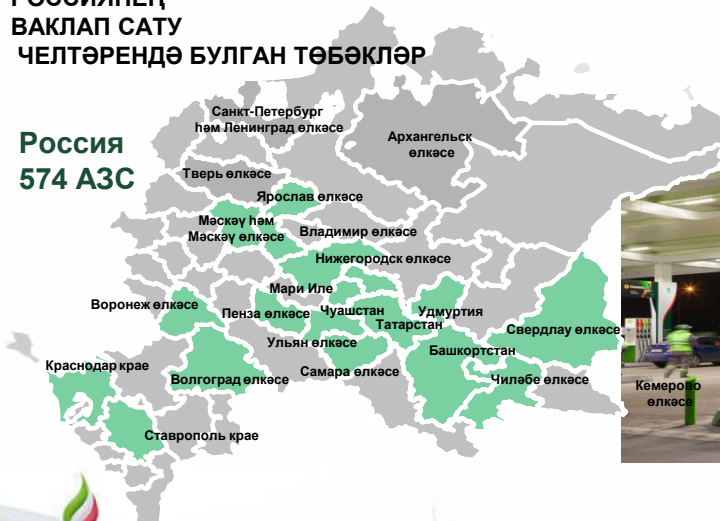 РОССИЯНЕҢ
ВАКЛАП САТУ
ЧЕЛТӘРЕНДӘ БУЛГАН ТӨБӘКЛӘР
Россия
574 АЗС
Санкт-Петербург
һәм Ленинград өлкәсе
Архангельск
өлкәсе
Тверь өлкәсе
Ярослав өлкәсе
Мәскәү һәм
Мәскәү өлкәсе
Владимир өлкәсе
Нижегородск өлкәсе
Мари Иле
Воронеж өлкәсе
Пенза өлкәсе
Чуашстан
Удмуртия
Татарстан
Свердлау өлкәсе
Ульян өлкәсе
Башкортстан
Краснодар крае
Волгоград өлкәсе
Самара өлкәсе
Чиләбе өлкәсе
Кемерово
өлкәсе
Ставрополь крае